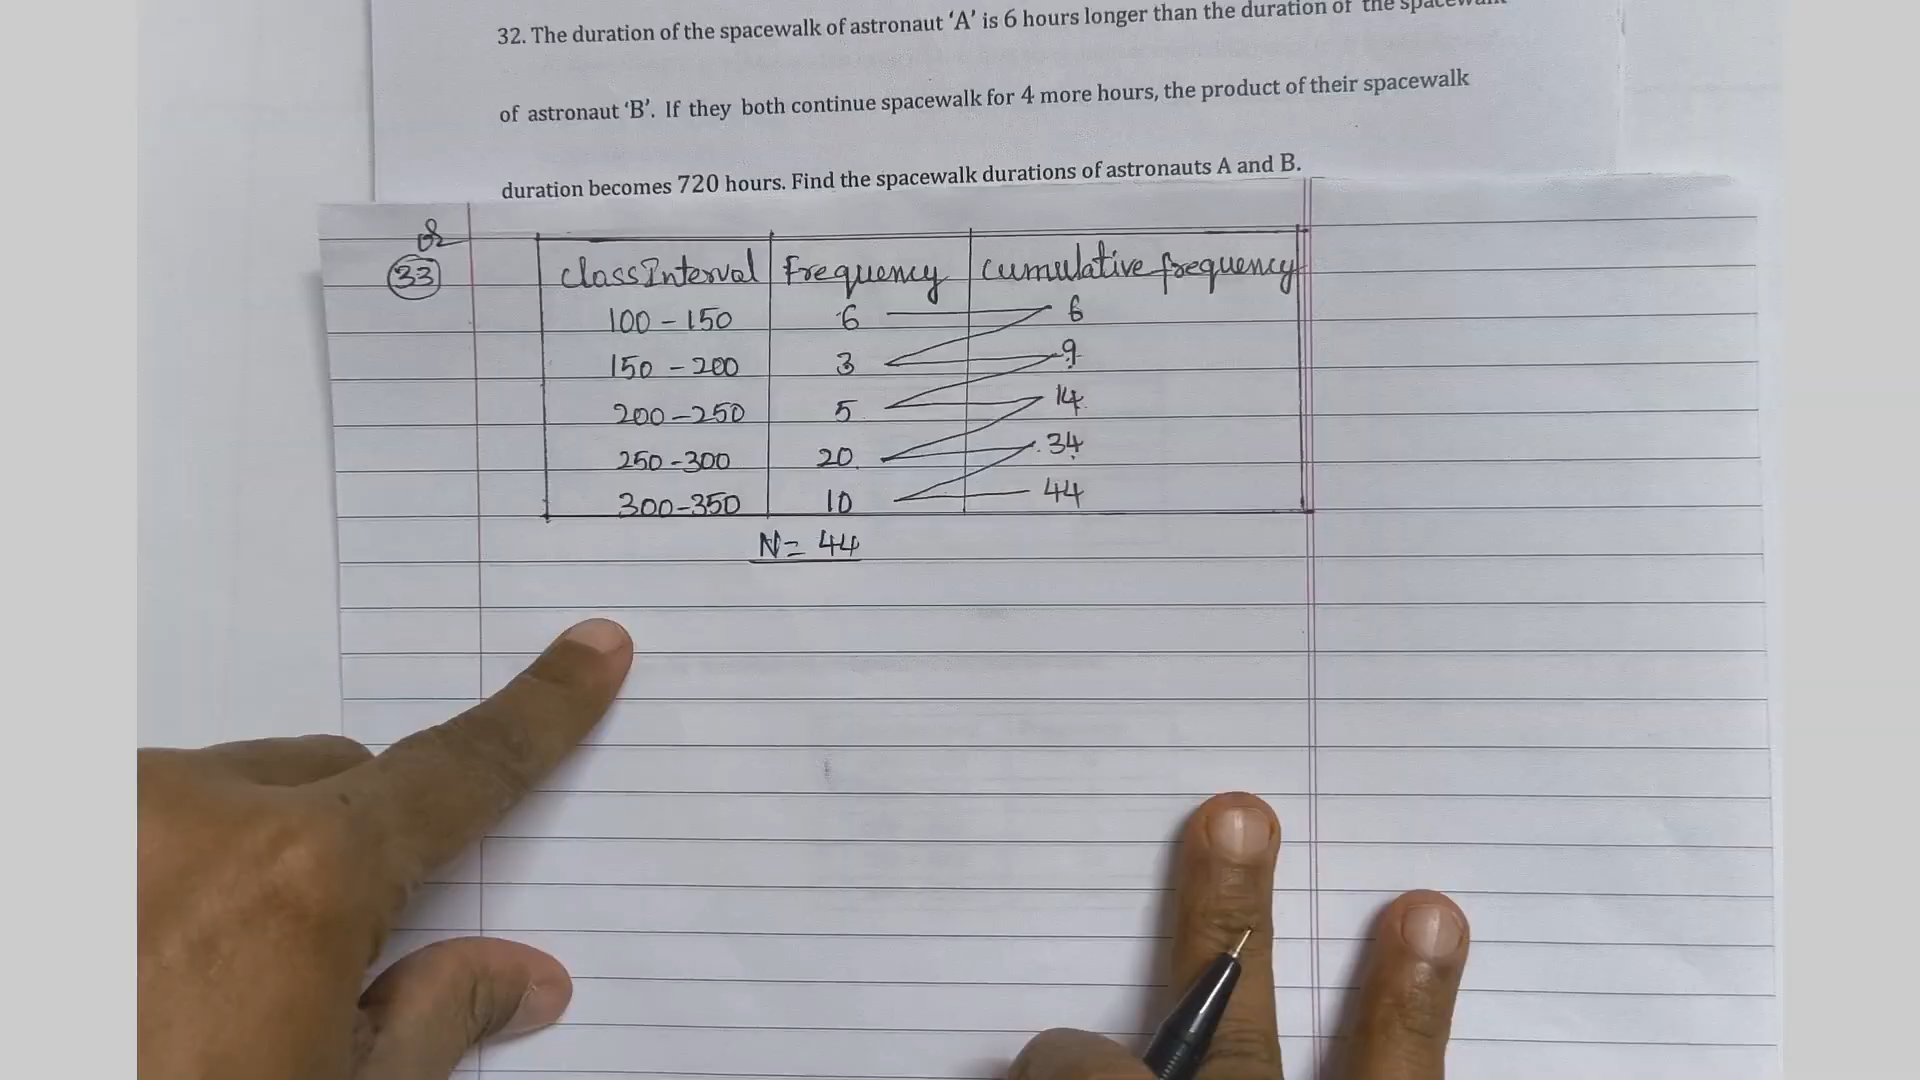 32. The duration of the spacewalk of astronaut ‘A’ is 6 hours longer than the duration of the spacewalk
of astronaut ‘B’. If they both continue spacewalk for 4 more hours, the product of their spacewalk
duration becomes 720 hours. Find the spacewalk durations of astronauts A and B.
33
class Interval Frequency cumulative frequency
100 - 150 6 6
150 - 200 3 9
200 - 250 5 14
250 - 300 20 34
300 - 350 10 44
N = 44